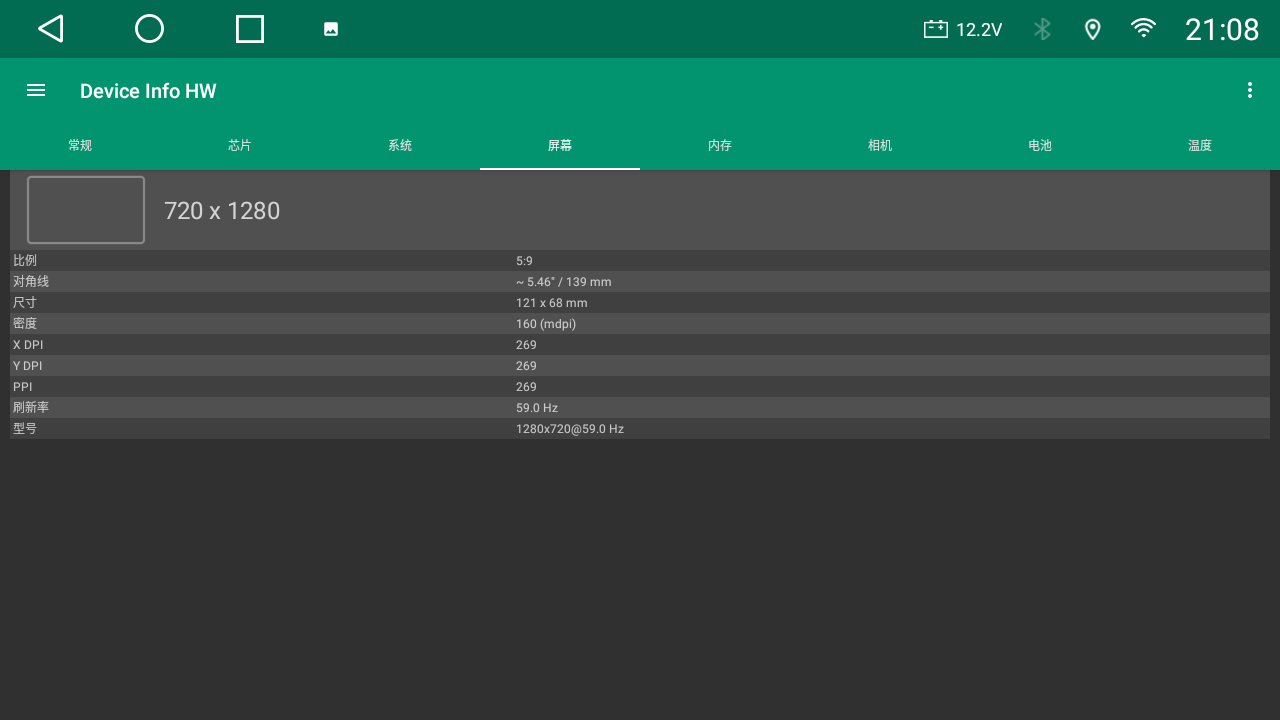 12.2V 21:08
Device Info HW
常规 芯片 系统 屏幕 内存 相机 电池 温度
720 x 1280
比例 5:9
对角线 ~ 5.46" / 139 mm
尺寸 121 x 68 mm
密度 160 (mdpi)
X DPI 269
Y DPI 269
PPI 269
刷新率 59.0 Hz
型号 1280x720@59.0 Hz